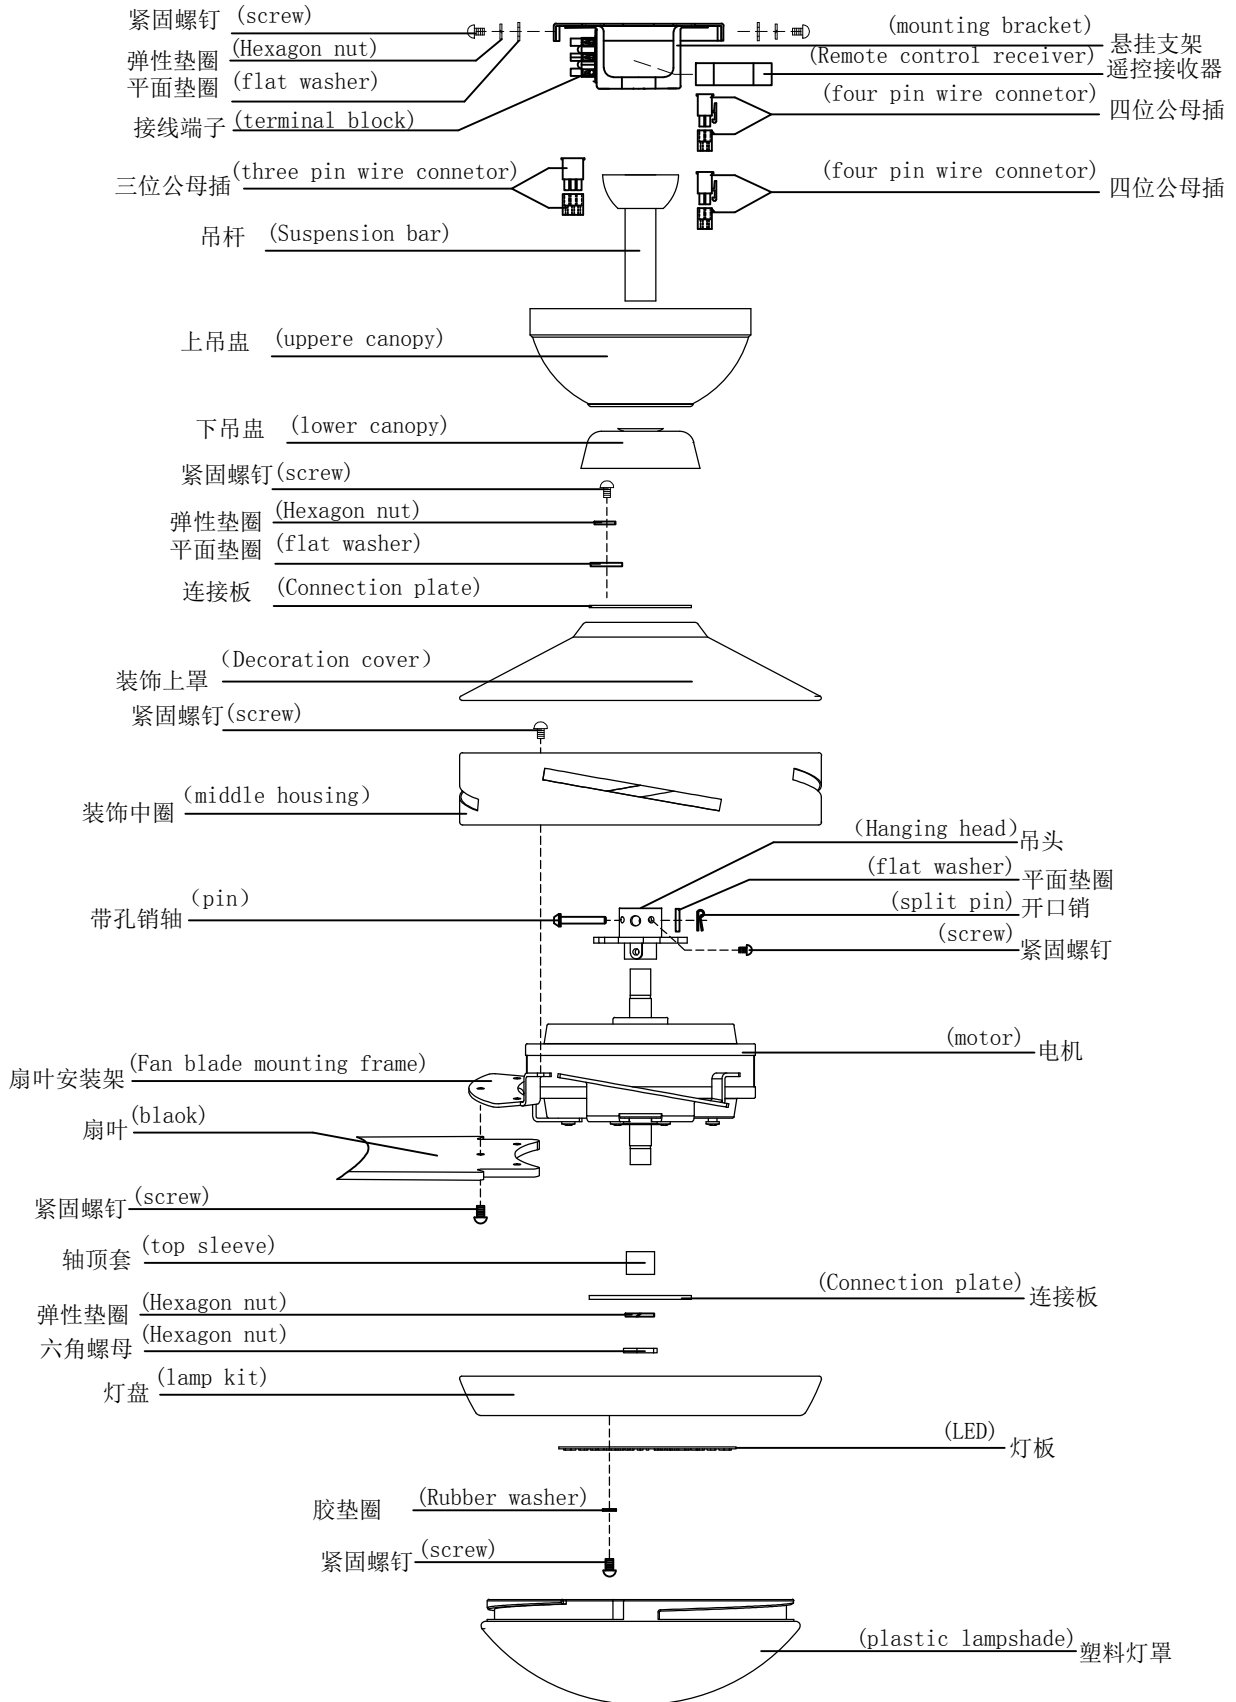 紧固螺钉 (screw)
(mounting bracket) 悬挂支架
弹性垫圈 (Hexagon nut)
(Remote control receiver) 遥控接收器
平面垫圈 (flat washer)
(four pin wire connetor) 四位公母插
接线端子 (terminal block)
三位公母插 (three pin wire connetor)
(four pin wire connetor) 四位公母插
吊杆 (Suspension bar)
上吊盅 (uppere canopy)
下吊盅 (lower canopy)
紧固螺钉 (screw)
弹性垫圈 (Hexagon nut)
平面垫圈 (flat washer)
连接板 (Connection plate)
装饰上罩 （Decoration cover）
紧固螺钉 (screw)
装饰中圈 （middle housing）
（Hanging head) 吊头
(flat washer) 平面垫圈
带孔销轴 （pin）
(split pin) 开口销
(screw) 紧固螺钉
(motor) 电机
扇叶安装架 (Fan blade mounting frame)
扇叶 (blaok)
紧固螺钉 (screw)
轴顶套 (top sleeve)
(Connection plate) 连接板
弹性垫圈 (Hexagon nut)
六角螺母 (Hexagon nut)
灯盘 (lamp kit)
(LED) 灯板
胶垫圈 (Rubber washer)
紧固螺钉 (screw)
(plastic lampshade) 塑料灯罩